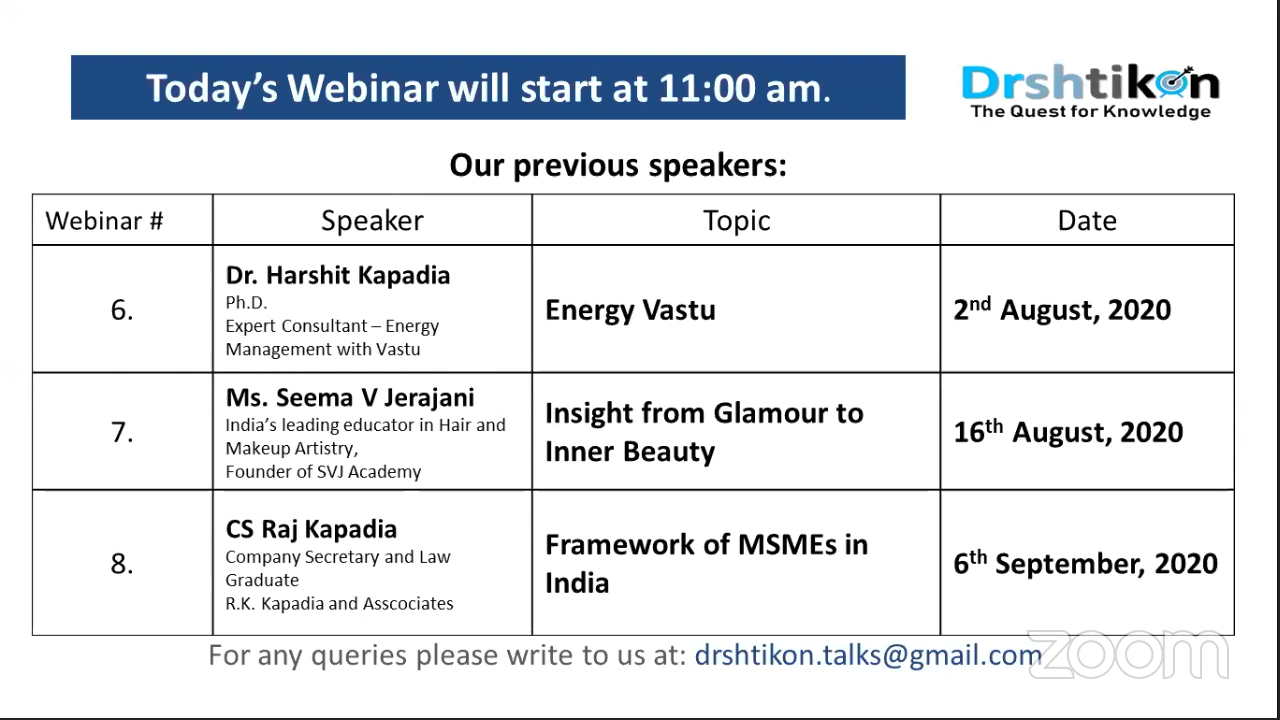 Today's Webinar will start at 11:00 am.
Drshtikon
The Quest for Knowledge
Our previous speakers:
Webinar #
Speaker
Topic
Date
6.
Dr. Harshit Kapadia
Ph.D.
Expert Consultant – Energy
Management with Vastu
Energy Vastu
2nd August, 2020
7.
Ms. Seema V Jerajani
India's leading educator in Hair and
Makeup Artistry,
Founder of SVJ Academy
Insight from Glamour to
Inner Beauty
16th August, 2020
8.
CS Raj Kapadia
Company Secretary and Law
Graduate
R.K. Kapadia and Asscociates
Framework of MSMEs in
India
6th September, 2020
For any queries please write to us at: drshtikon.talks@gmail.com
zoom